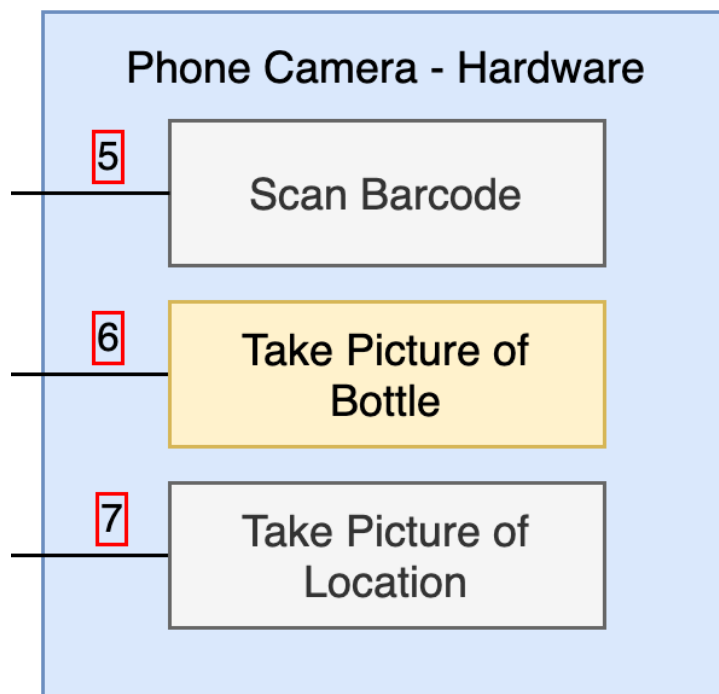 Phone Camera - Hardware
5
Scan Barcode
6
Take Picture of
Bottle
7
Take Picture of
Location